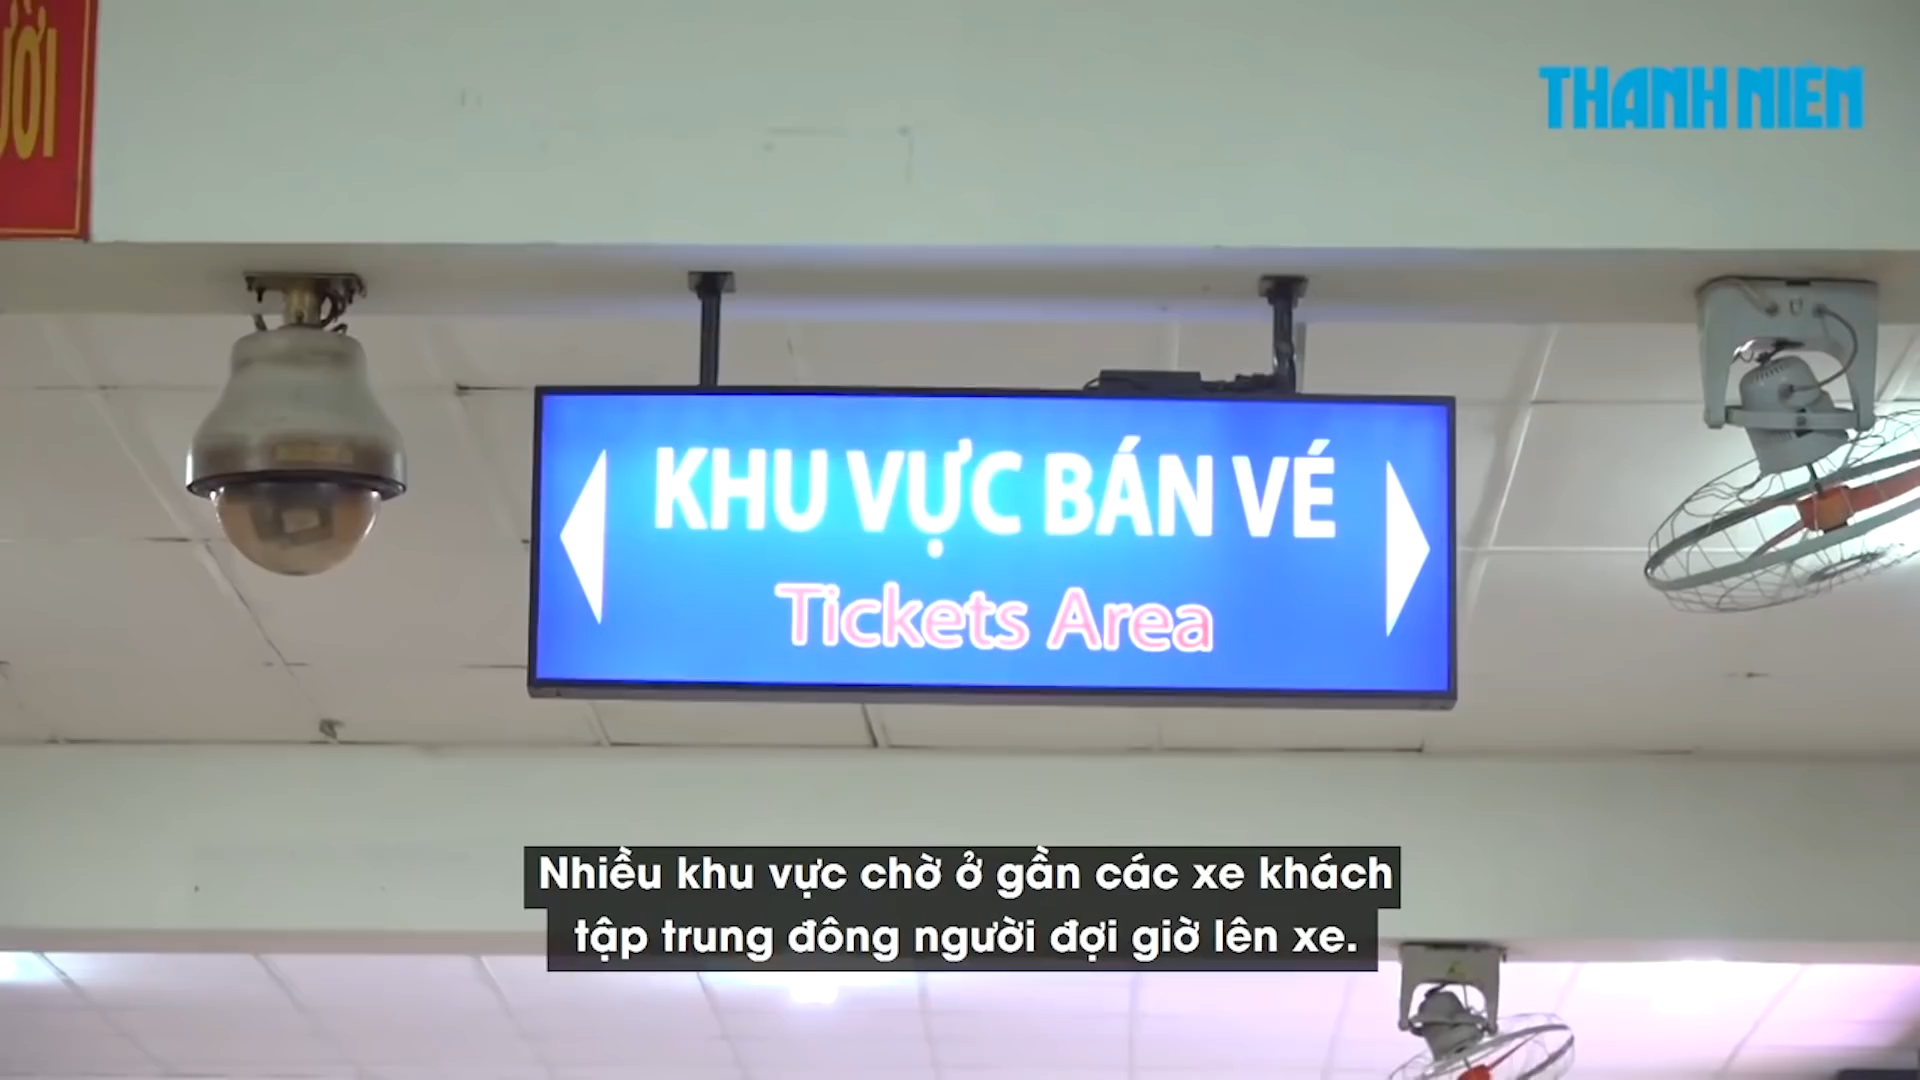 THANH NIÊN
KHU VỰC BÁN VÉ
Tickets Area
Nhiều khu vực chờ ở gần các xe khách
tập trung đông người đợi giờ lên xe.